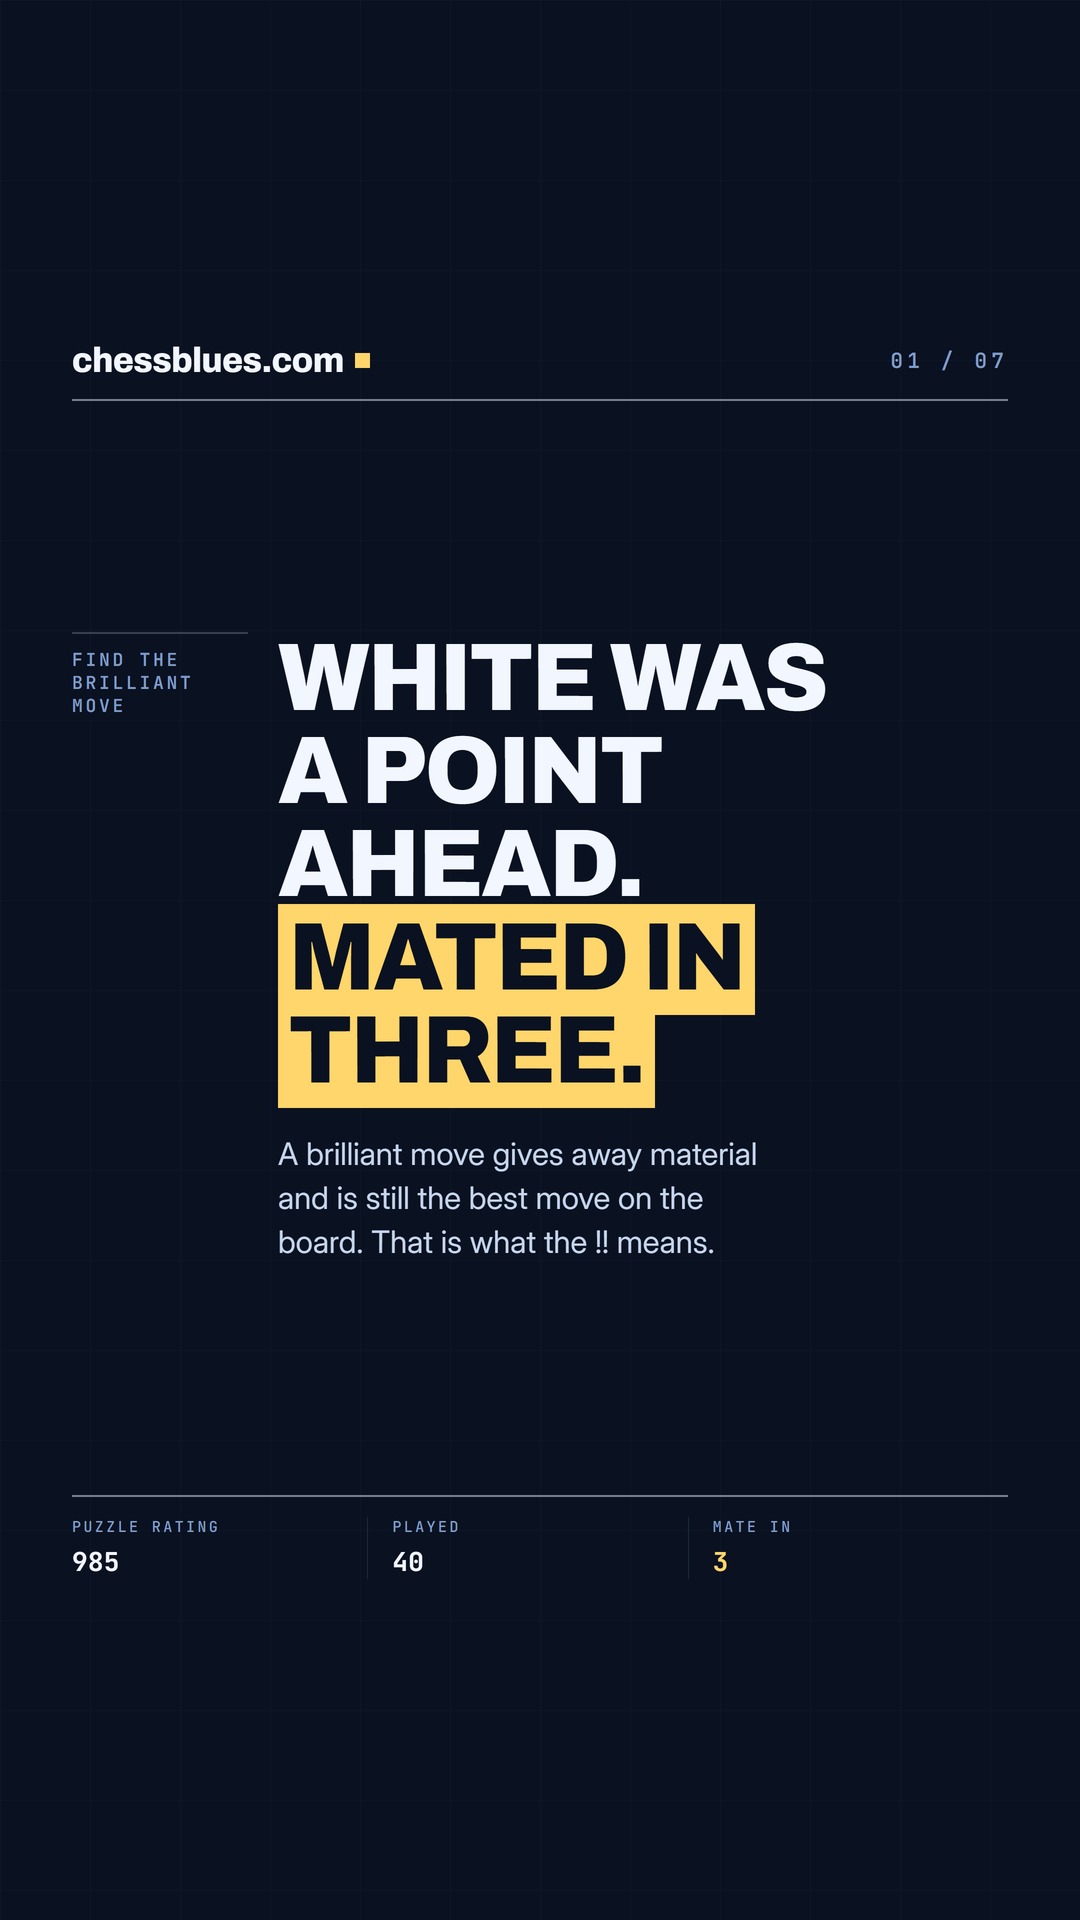 chessblues.com
01 / 07
FIND THE
BRILLIANT
MOVE
WHITE WAS
A POINT
AHEAD.
MATED IN
THREE.
A brilliant move gives away material
and is still the best move on the
board. That is what the !! means.
PUZZLE RATING
985
PLAYED
40
MATE IN
3